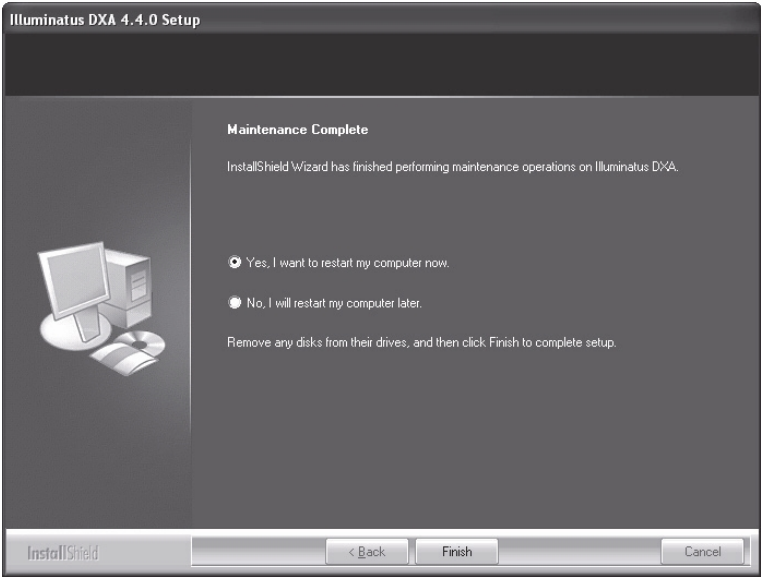 Illuminatus DXA 4.4.0 Setup
Maintenance Complete
InstallShield Wizard has finished performing maintenance operations on Illuminatus DXA.
Yes, I want to restart my computer now.
No, I will restart my computer later.
Remove any disks from their drives, and then click Finish to complete setup.
InstallShield
< Back
Finish
Cancel